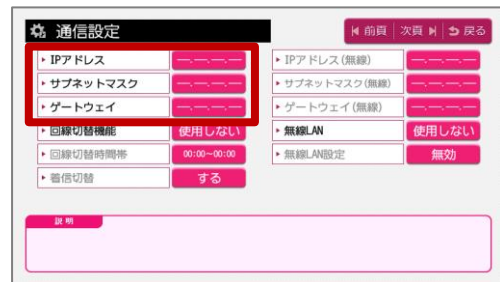 通信設定
前頁 次頁 戻る
IPアドレス ---.---.---.---
サブネットマスク ---.---.---.---
ゲートウェイ ---.---.---.---
回線切替機能 使用しない
回線切替時間帯 00:00~00:00
着信切替 する
IPアドレス(無線) ---.---.---.---
サブネットマスク(無線) ---.---.---.---
ゲートウェイ(無線) ---.---.---.---
無線LAN 使用しない
無線LAN設定 無効
説明